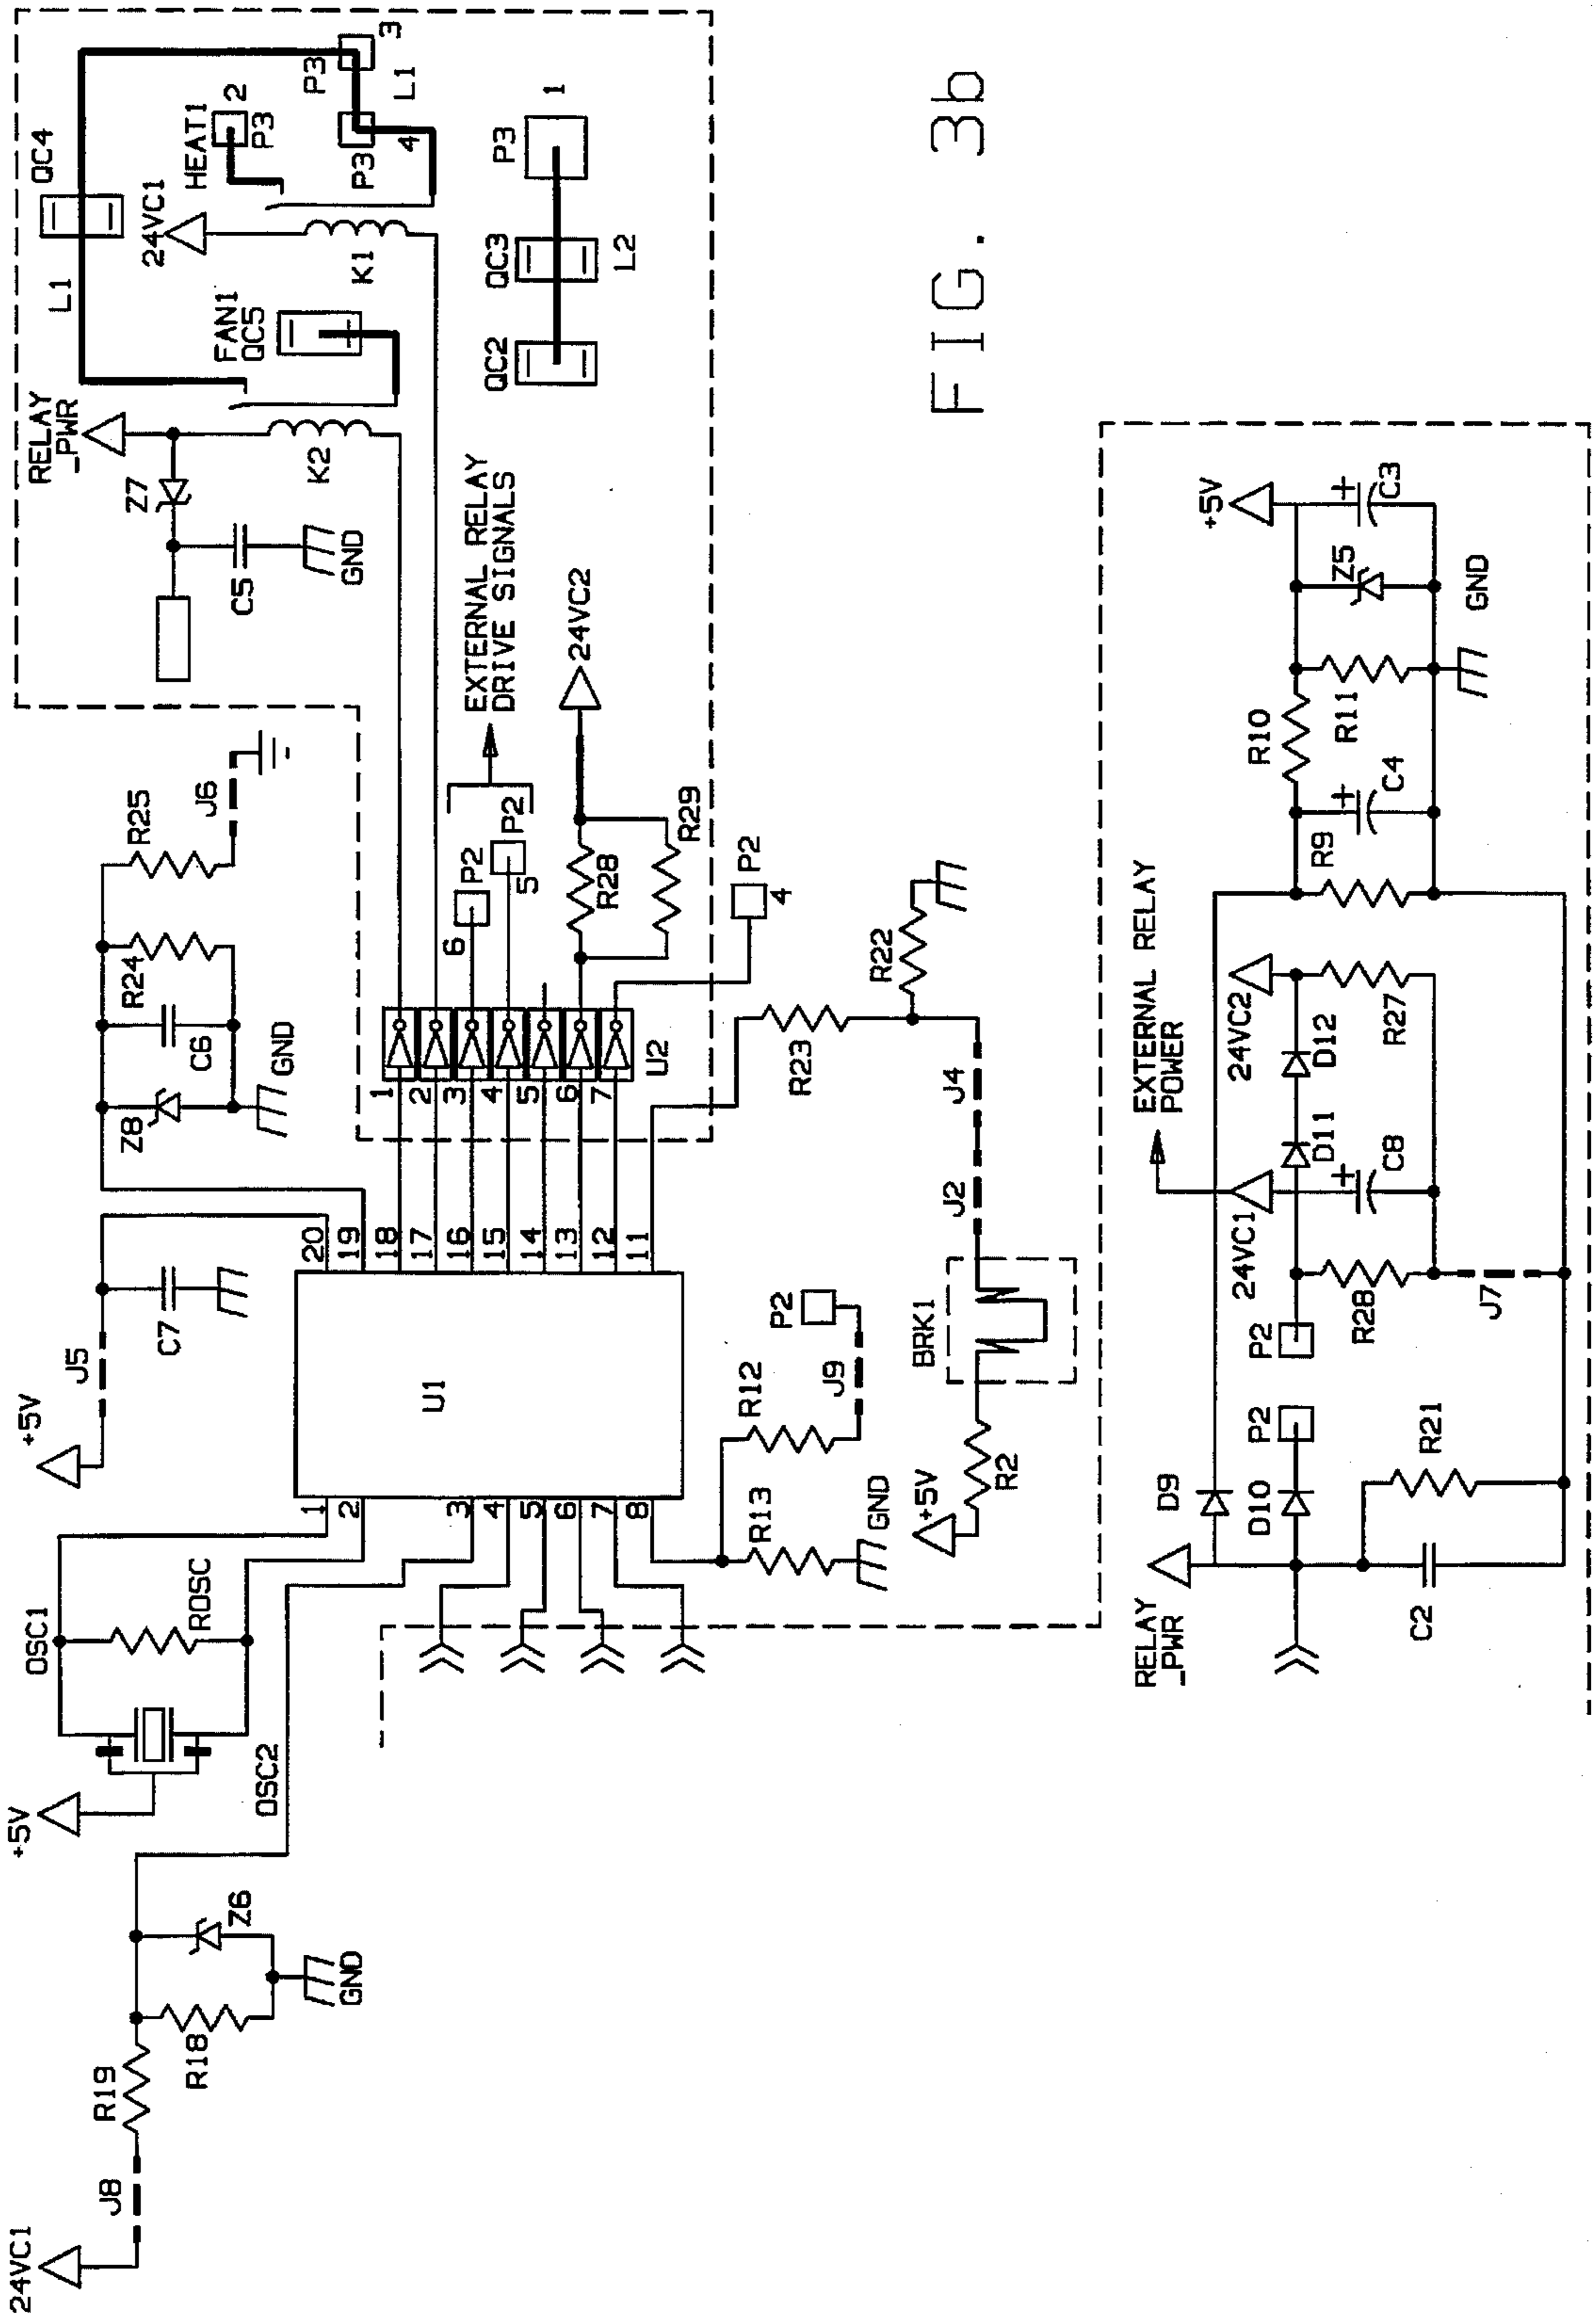 24VC1
J8
R19
R18
Z6
GND
+5V
OSC1
ROSC
OSC2
+5V
J5
C7
Z8
C6
R24
R25
J6
GND
1
2
3
4
5
6
7
8
U1
20
19
18
17
16
15
14
13
12
11
1
2
3
4
5
6
7
U2
6
P2
5
P2
EXTERNAL RELAY
DRIVE SIGNALS
24VC2
R28
R29
P2
4
RELAY
_PWR
Z7
C5
GND
K2
L1
FAN1
QC5
QC4
24VC1
K1
HEAT1
2
P3
P3
3
L1
P3
4
QC2
QC3
L2
P3
1
R13
GND
R12
J9
P2
+5V
R2
BRK1
J2
J4
R23
R22
FIG. 3b
RELAY
_PWR
D9
D10
P2
C2
R21
P2
R28
J7
24VC1
C8
D11
D12
24VC2
R27
EXTERNAL RELAY
POWER
R9
C4
R10
R11
Z5
+5V
C3
GND